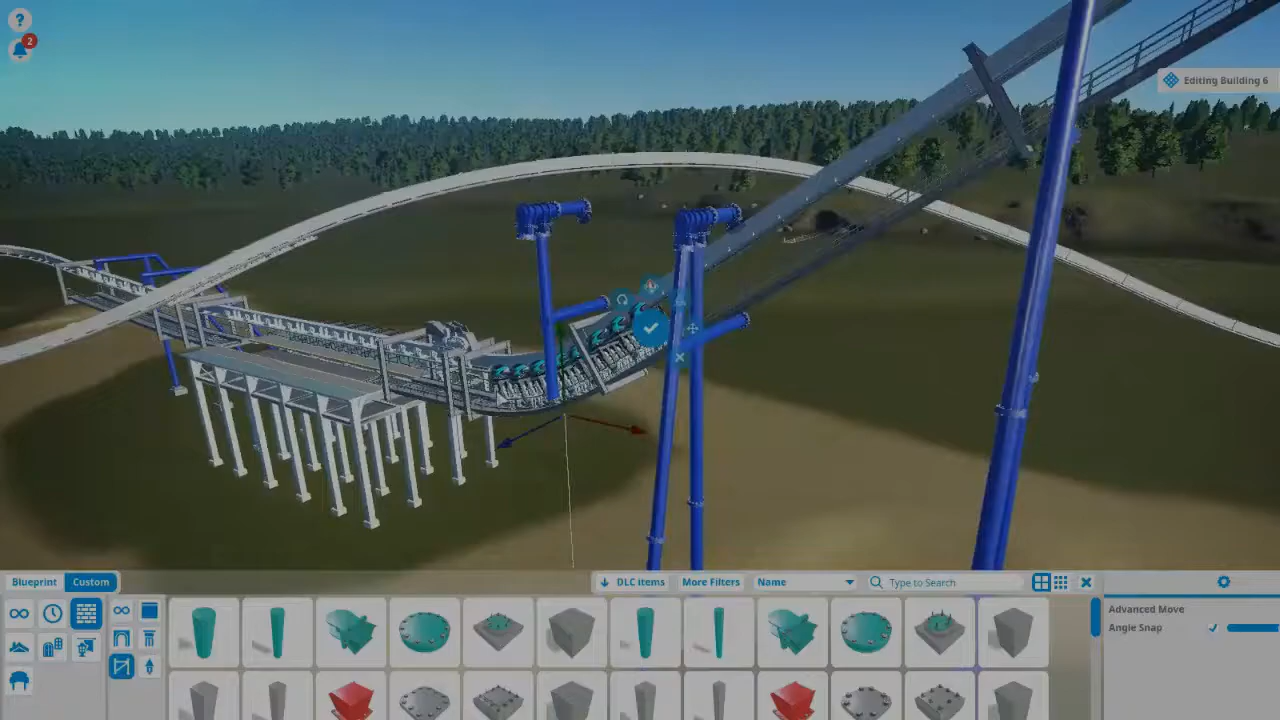 ?
2
Editing Building 6
Blueprint
Custom
DLC Items
More Filters
Name
Type to Search
Advanced Move
Angle Snap